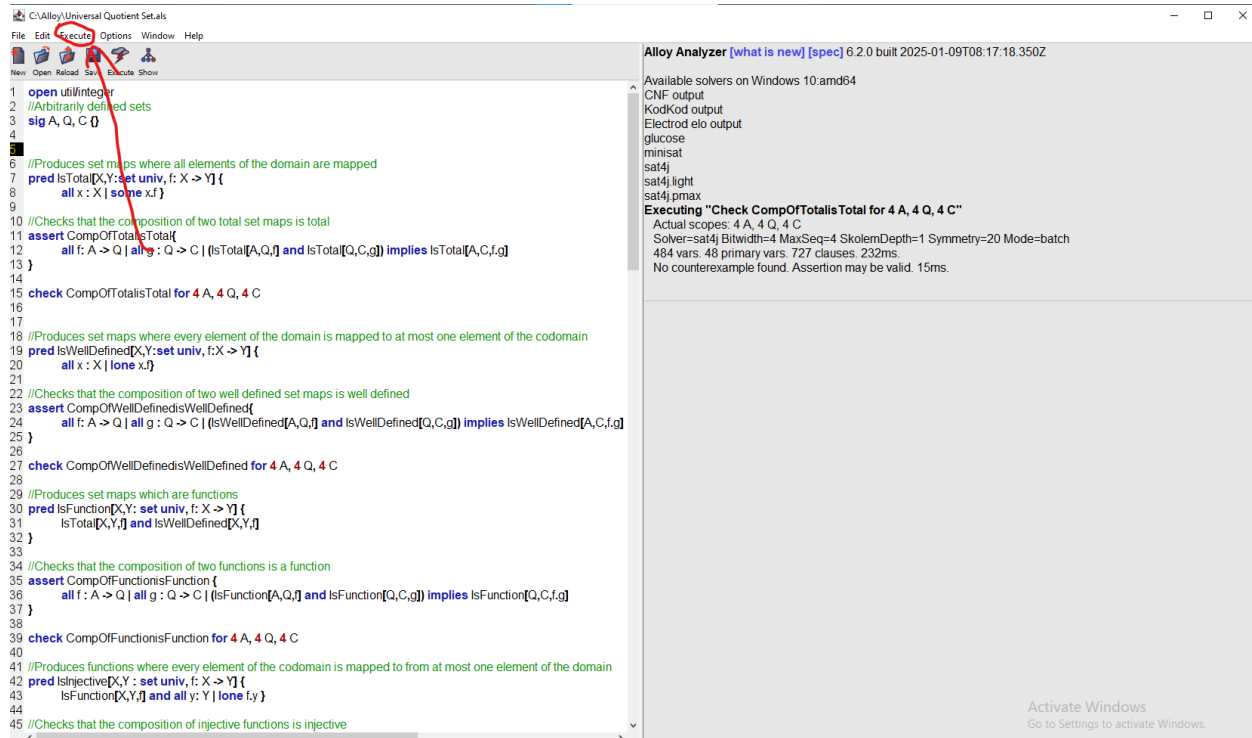 C:\Alloy\Universal Quotient Set.als
File Edit Execute Options Window Help
New Open Reload Save Execute Show
1 open util/integer
2 //Arbitrarily defined sets
3 sig A, Q, C {}
4
5
6 //Produces set maps where all elements of the domain are mapped
7 pred IsTotal[X,Y:set univ, f: X -> Y] {
8 all x : X | some x.f }
9
10 //Checks that the composition of two total set maps is total
11 assert CompOfTotalisTotal{
12 all f: A -> Q | all g : Q -> C | (IsTotal[A,Q,f] and IsTotal[Q,C,g]) implies IsTotal[A,C,f.g]
13 }
14
15 check CompOfTotalisTotal for 4 A, 4 Q, 4 C
16
17
18 //Produces set maps where every element of the domain is mapped to at most one element of the codomain
19 pred IsWellDefined[X,Y:set univ, f:X -> Y] {
20 all x : X | lone x.f}
21
22 //Checks that the composition of two well defined set maps is well defined
23 assert CompOfWellDefinedisWellDefined{
24 all f: A -> Q | all g : Q -> C | (IsWellDefined[A,Q,f] and IsWellDefined[Q,C,g]) implies IsWellDefined[A,C,f.g]
25 }
26
27 check CompOfWellDefinedisWellDefined for 4 A, 4 Q, 4 C
28
29 //Produces set maps which are functions
30 pred IsFunction[X,Y: set univ, f: X -> Y] {
31 IsTotal[X,Y,f] and IsWellDefined[X,Y,f]
32 }
33
34 //Checks that the composition of two functions is a function
35 assert CompOfFunctionisFunction {
36 all f : A -> Q | all g : Q -> C | (IsFunction[A,Q,f] and IsFunction[Q,C,g]) implies IsFunction[Q,C,f.g]
37 }
38
39 check CompOfFunctionisFunction for 4 A, 4 Q, 4 C
40
41 //Produces functions where every element of the codomain is mapped to from at most one element of the domain
42 pred IsInjective[X,Y : set univ, f: X -> Y] {
43 IsFunction[X,Y,f] and all y: Y | lone f.y }
44
45 //Checks that the composition of injective functions is injective
Alloy Analyzer [what is new] [spec] 6.2.0 built 2025-01-09T08:17:18.350Z
Available solvers on Windows 10:amd64
CNF output
KodKod output
Electrod elo output
glucose
minisat
sat4j
sat4j.light
sat4j.pmax
Executing "Check CompOfTotalisTotal for 4 A, 4 Q, 4 C"
Actual scopes: 4 A, 4 Q, 4 C
Solver=sat4j Bitwidth=4 MaxSeq=4 SkolemDepth=1 Symmetry=20 Mode=batch
484 vars. 48 primary vars. 727 clauses. 232ms.
No counterexample found. Assertion may be valid. 15ms.
Activate Windows
Go to Settings to activate Windows.